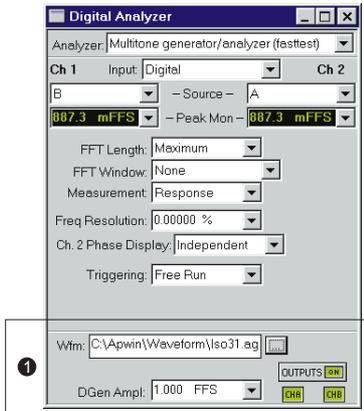 Digital Analyzer
Analyzer: Multitone generator/analyzer (fasttest)
Ch 1 Input: Digital Ch 2
B – Source – A
887.3 mFFS – Peak Mon – 887.3 mFFS
FFT Length: Maximum
FFT Window: None
Measurement: Response
Freq Resolution: 0.00000 %
Ch. 2 Phase Display: Independent
Triggering: Free Run
1 Wfm: C:\Apwin\Waveform\Iso31.ag ...
OUTPUTS ON
DGen Ampl: 1.000 FFS CHA CHB